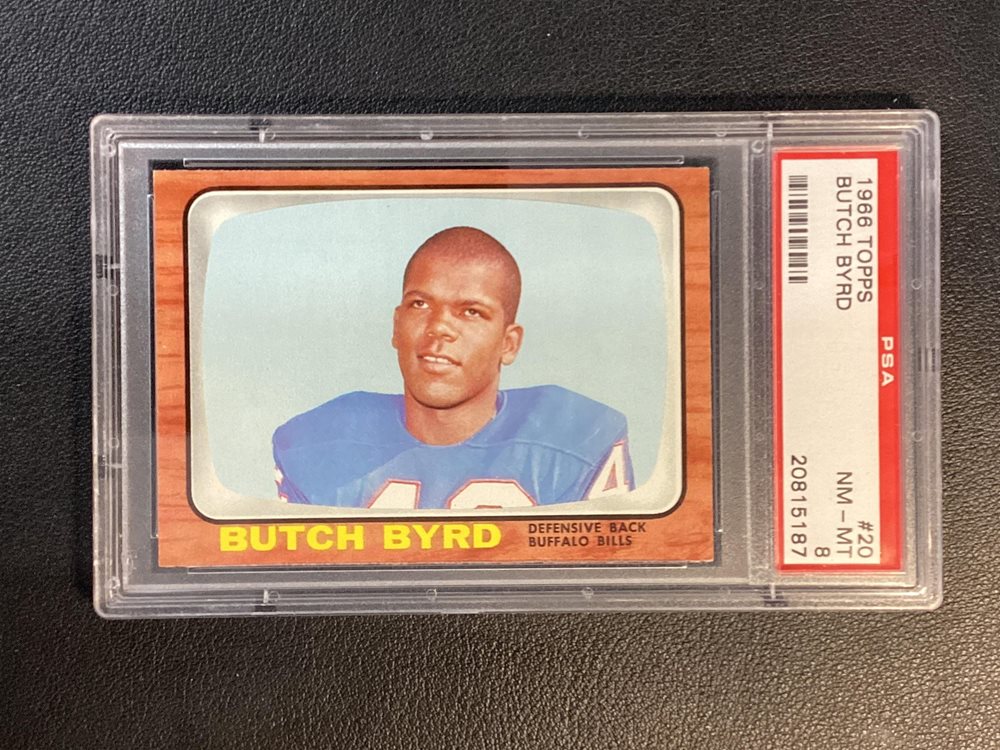 BUTCH BYRD
DEFENSIVE BACK
BUFFALO BILLS
1966 TOPPS #20
BUTCH BYRD NM - MT
8
PSA 20815187